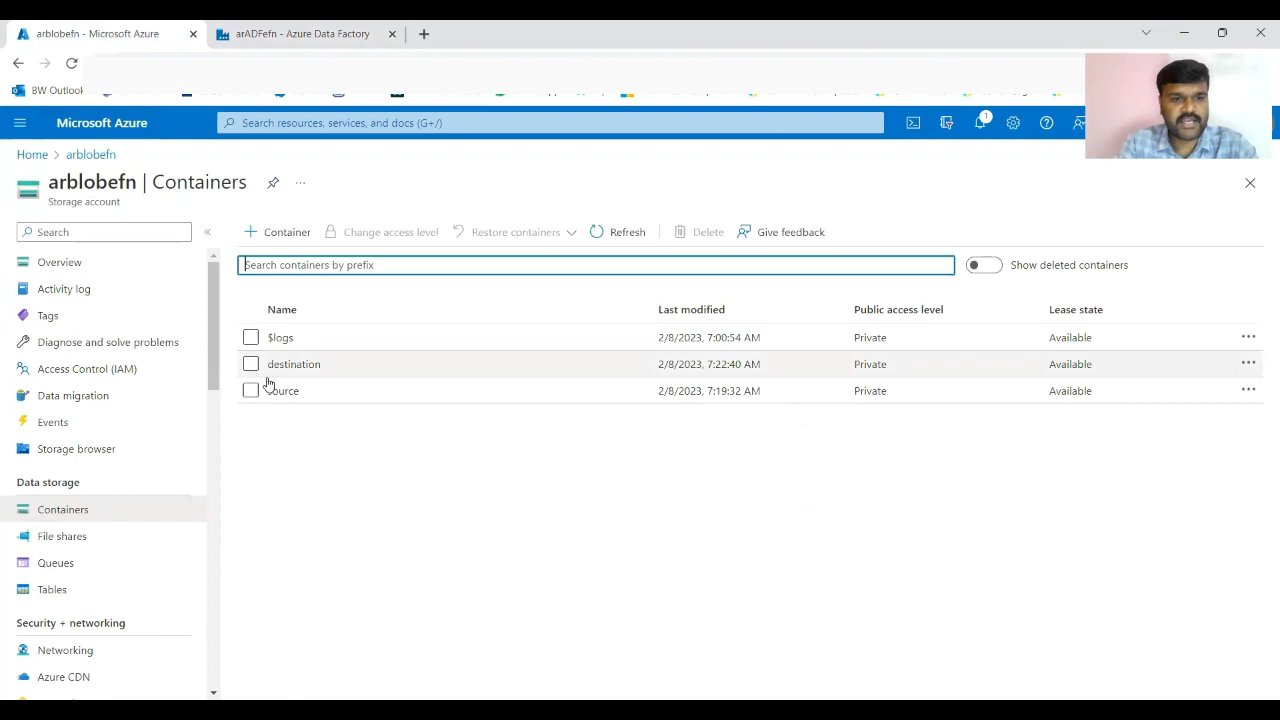 arblobefn - Microsoft Azure
arADFefn - Azure Data Factory
BW Outlook
Microsoft Azure
Search resources, services, and docs (G+/)
1
Home > arblobefn
arblobefn | Containers
Storage account
Search
Container
Change access level
Restore containers
Refresh
Delete
Give feedback
Search containers by prefix
Show deleted containers
Overview
Activity log
Tags
Diagnose and solve problems
Access Control (IAM)
Data migration
Events
Storage browser
Data storage
Containers
File shares
Queues
Tables
Security + networking
Networking
Azure CDN
Name Last modified Public access level Lease state
$logs 2/8/2023, 7:00:54 AM Private Available
destination 2/8/2023, 7:22:40 AM Private Available
source 2/8/2023, 7:19:32 AM Private Available